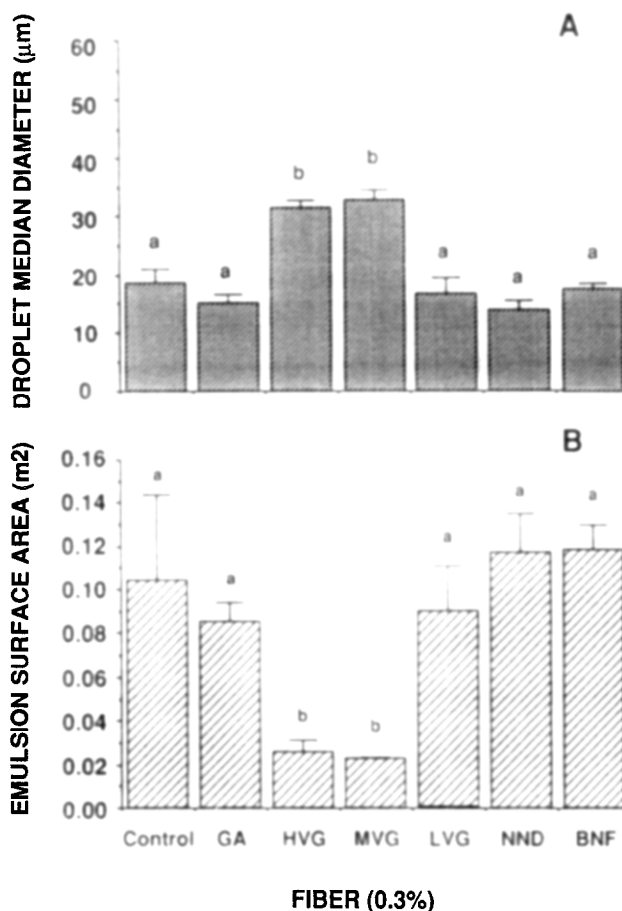 A
DROPLET MEDIAN DIAMETER (μm)
60
50
40
30
20
10
0
a
a
b
b
a
a
a
B
EMULSION SURFACE AREA (m2)
0.16
0.14
0.12
0.10
0.08
0.06
0.04
0.02
0.00
a
a
b
b
a
a
a
Control GA HVG MVG LVG NND BNF
FIBER (0.3%)